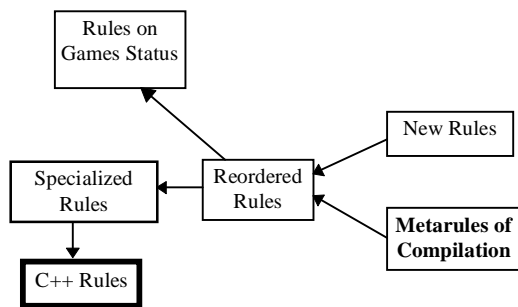 Rules on
Games Status
New Rules
Specialized
Rules
Reordered
Rules
Metarules of
Compilation
C++ Rules